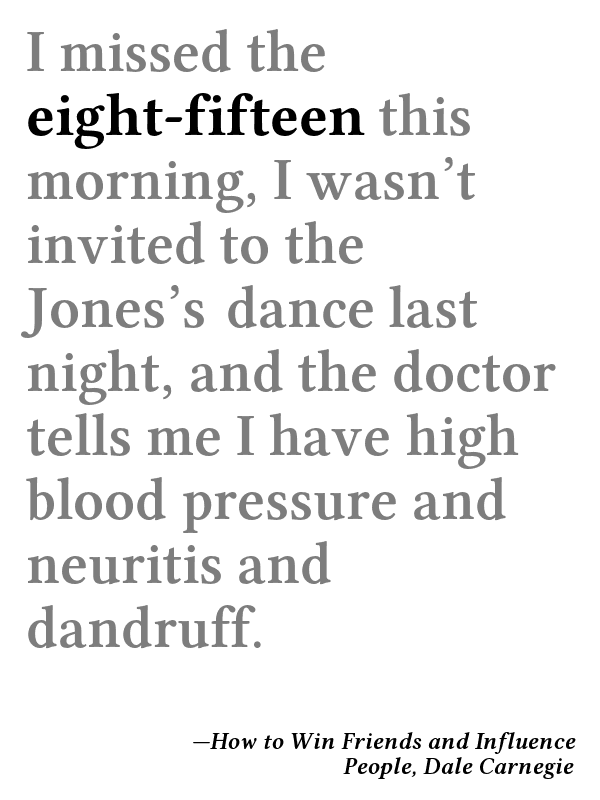 I missed the
eight-fifteen this
morning, I wasn’t
invited to the
Jones’s dance last
night, and the doctor
tells me I have high
blood pressure and
neuritis and
dandruff.
—How to Win Friends and Influence
People, Dale Carnegie